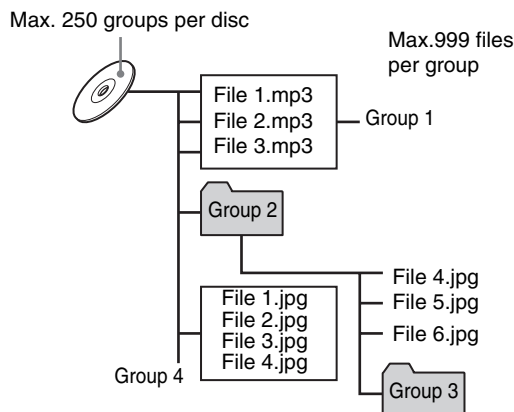 Max. 250 groups per disc
Max.999 files
per group
File 1.mp3
File 2.mp3
File 3.mp3
Group 1
Group 2
File 4.jpg
File 5.jpg
File 6.jpg
File 1.jpg
File 2.jpg
File 3.jpg
File 4.jpg
Group 4
Group 3